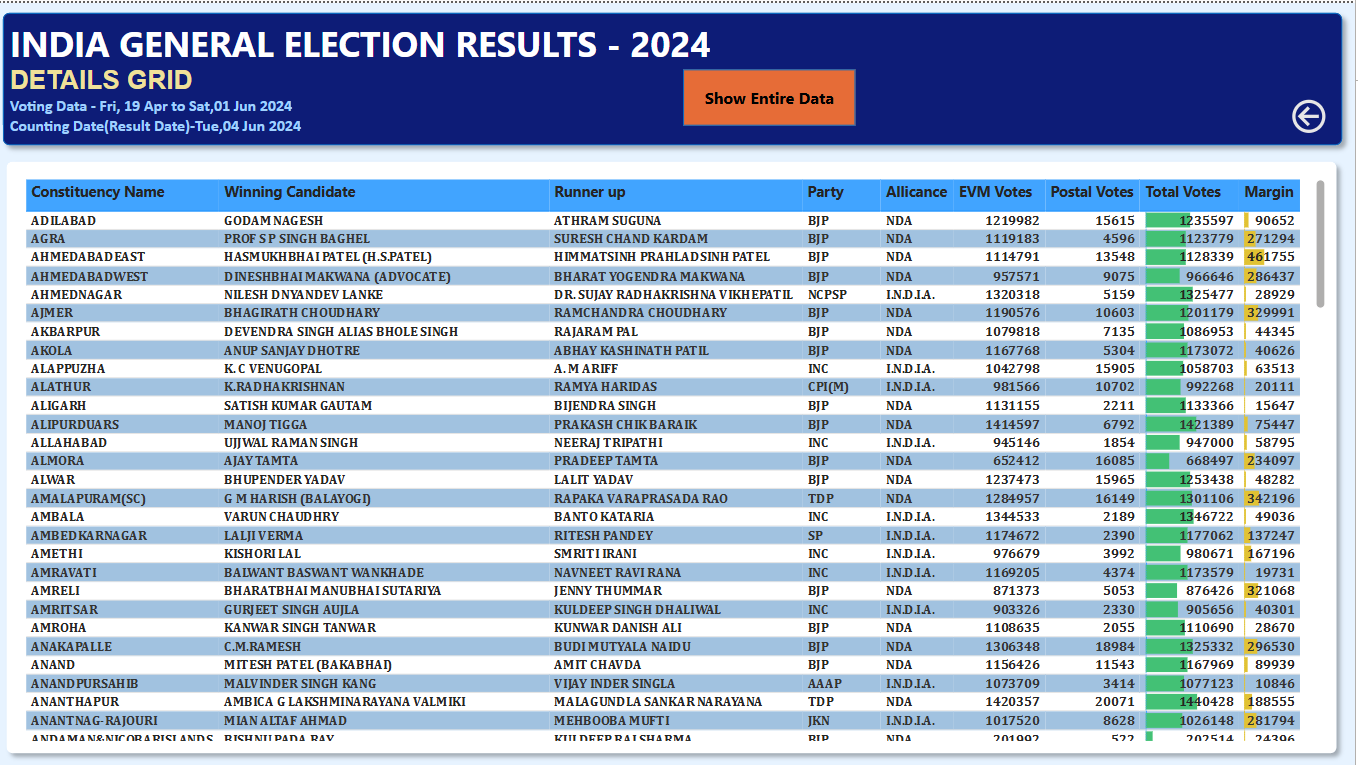 INDIA GENERAL ELECTION RESULTS - 2024
DETAILS GRID
Show Entire Data
Voting Data - Fri, 19 Apr to Sat,01 Jun 2024
Counting Date(Result Date)-Tue,04 Jun 2024
Constituency Name Winning Candidate Runner up Party Allicance EVM Votes Postal Votes Total Votes Margin
ADILABAD GODAM NAGESH ATHRAM SUGUNA BJP NDA 1219982 15615 1235597 90652
AGRA PROF S P SINGH BAGHEL SURESH CHAND KARDAM BJP NDA 1119183 4596 1123779 271294
AHMEDABAD EAST HASMUKHBHAI PATEL (H.S.PATEL) HIMMATSINH PRAHLADSINH PATEL BJP NDA 1114791 13548 1128339 461755
AHMEDABAD WEST DINESHBHAI MAKWANA (ADVOCATE) BHARAT YOGENDRA MAKWANA BJP NDA 957571 9075 966646 286437
AHMEDNAGAR NILESH DNYANDEV LANKE DR. SUJAY RADHAKRISHNA VIKHEPATIL NCPSP I.N.D.I.A. 1320318 5159 1325477 28929
AJMER BHAGIRATH CHOUDHARY RAMCHANDRA CHOUDHARY BJP NDA 1190576 10603 1201179 329991
AKBARPUR DEVENDRA SINGH ALIAS BHOLE SINGH RAJARAM PAL BJP NDA 1079818 7135 1086953 44345
AKOLA ANUP SANJAY DHOTRE ABHAY KASHINATH PATIL BJP NDA 1167768 5304 1173072 40626
ALAPPUZHA K. C VENUGOPAL A. M ARIFF INC I.N.D.I.A. 1042798 15905 1058703 63513
ALATHUR K.RADHAKRISHNAN RAMYA HARIDAS CPI(M) I.N.D.I.A. 981566 10702 992268 20111
ALIGARH SATISH KUMAR GAUTAM BIJENDRA SINGH BJP NDA 1131155 2211 1133366 15647
ALIPURDUARS MANOJ TIGGA PRAKASH CHIK BARAIK BJP NDA 1414597 6792 1421389 75447
ALLAHABAD UJJWAL RAMAN SINGH NEERAJ TRIPATHI INC I.N.D.I.A. 945146 1854 947000 58795
ALMORA AJAY TAMTA PRADEEP TAMTA BJP NDA 652412 16085 668497 234097
ALWAR BHUPENDER YADAV LALIT YADAV BJP NDA 1237473 15965 1253438 48282
AMALAPURAM(SC) G M HARISH (BALAYOGI) RAPAKA VARAPRASADA RAO TDP NDA 1284957 16149 1301106 342196
AMBALA VARUN CHAUDHRY BANTO KATARIA INC I.N.D.I.A. 1344533 2189 1346722 49036
AMBEDKARNAGAR LALJI VERMA RITESH PANDEY SP I.N.D.I.A. 1174672 2390 1177062 137247
AMETHI KISHORI LAL SMRITI IRANI INC I.N.D.I.A. 976679 3992 980671 167196
AMRAVATI BALWANT BASWANT WANKHADE NAVNEET RAVI RANA INC I.N.D.I.A. 1169205 4374 1173579 19731
AMRELI BHARATBHAI MANUBHAI SUTARIYA JENNY THUMMAR BJP NDA 871373 5053 876426 321068
AMRITSAR GURJEET SINGH AUJLA KULDEEP SINGH DHALIWAL INC I.N.D.I.A. 903326 2330 905656 40301
AMROHA KANWAR SINGH TANWAR KUNWAR DANISH ALI BJP NDA 1108635 2055 1110690 28670
ANAKAPALLE C.M.RAMESH BUDI MUTYALA NAIDU BJP NDA 1306348 18984 1325332 296530
ANAND MITESH PATEL (BAKABHAI) AMIT CHAVDA BJP NDA 1156426 11543 1167969 89939
ANANDPUR SAHIB MALVINDER SINGH KANG VIJAY INDER SINGLA AAAP I.N.D.I.A. 1073709 3414 1077123 10846
ANANTHAPUR AMBICA G LAKSHMINARAYANA VALMIKI MALAGUNDLA SANKAR NARAYANA TDP NDA 1420357 20071 1440428 188555
ANANTNAG-RAJOURI MIAN ALTAF AHMAD MEHBOOBA MUFTI JKN I.N.D.I.A. 1017520 8628 1026148 281794
ANDAMAN&NICOBAR ISLANDS BISHNU PADA RAY KULDEEP RAI SHARMA BJP NDA 201992 522 202514 24396